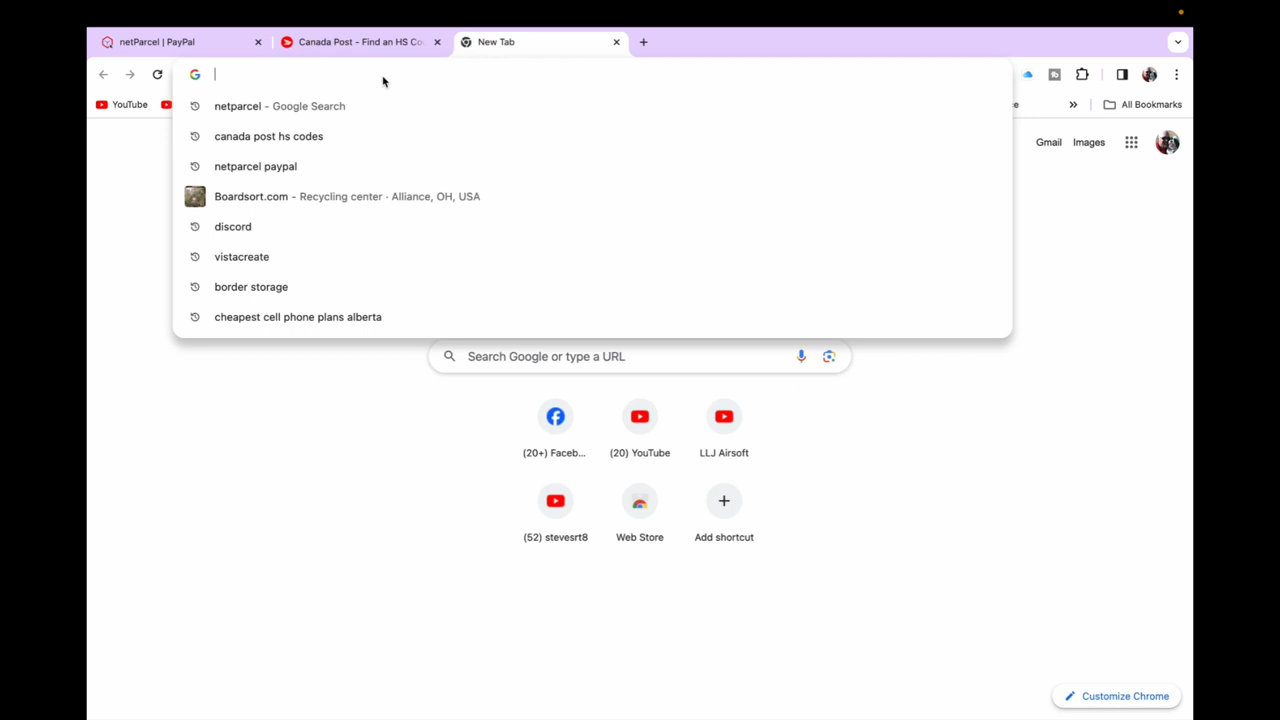 netParcel | PayPal
Canada Post - Find an HS Co
New Tab
netparcel - Google Search
canada post hs codes
netparcel paypal
Boardsort.com - Recycling center · Alliance, OH, USA
discord
vistacreate
border storage
cheapest cell phone plans alberta
YouTube
e
All Bookmarks
Gmail
Images
Search Google or type a URL
(20+) Faceb...
(20) YouTube
LLJ Airsoft
(52) stevesrt8
Web Store
Add shortcut
Customize Chrome